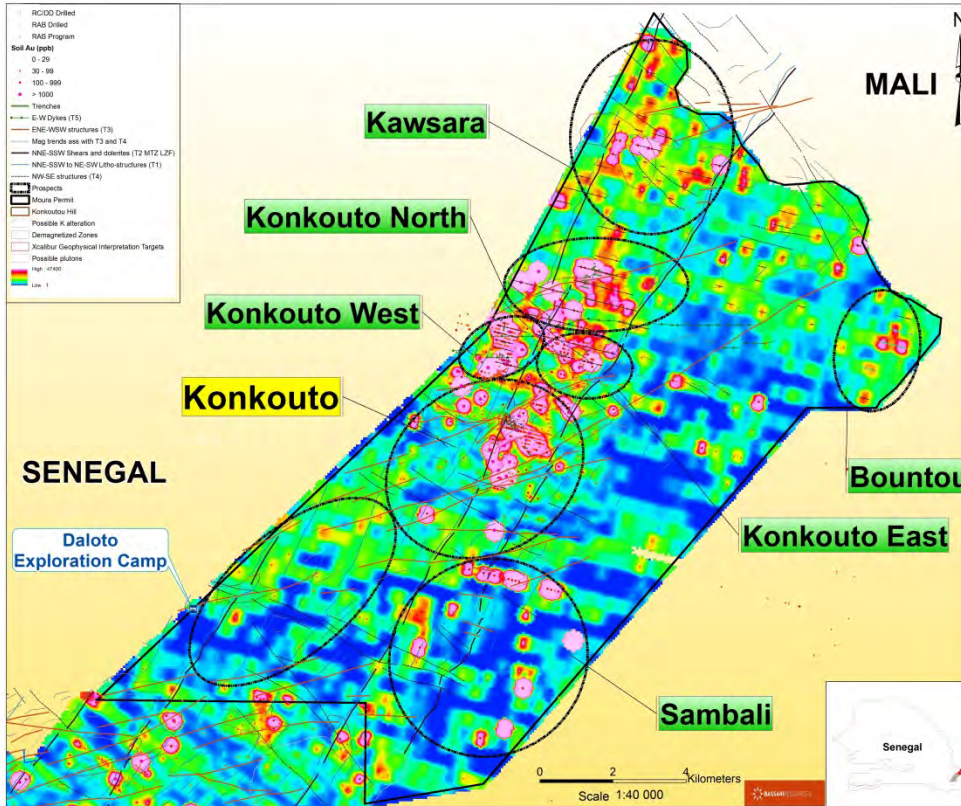 RC/DD Drilled
RAB Drilled
RAB Program
Soil Au (ppb)
0 - 29
30 - 99
100 - 999
> 1000
Trenches
E-W Dykes (T5)
ENE-WSW structures (T3)
Mag trends ass with T3 and T4
NNE-SSW Shears and dolerites (T2 MTZ LZF)
NNE-SSW to NE-SW Litho-structures (T1)
NW-SE structures (T4)
Prospects
Moura Permit
Konkoutou Hill
Possible K alteration
Demagnetized Zones
Xcalibur Geophysical Interpretation Targets
Possible plutons
High : 47400
Low : 1
N
MALI
Kawsara
Konkouto North
Konkouto West
Konkouto
SENEGAL
Bountou
Konkouto East
Daloto
Exploration Camp
Sambali
0 2 4
Kilometers
Scale 1:40 000
BASSARI RESOURCES
Senegal